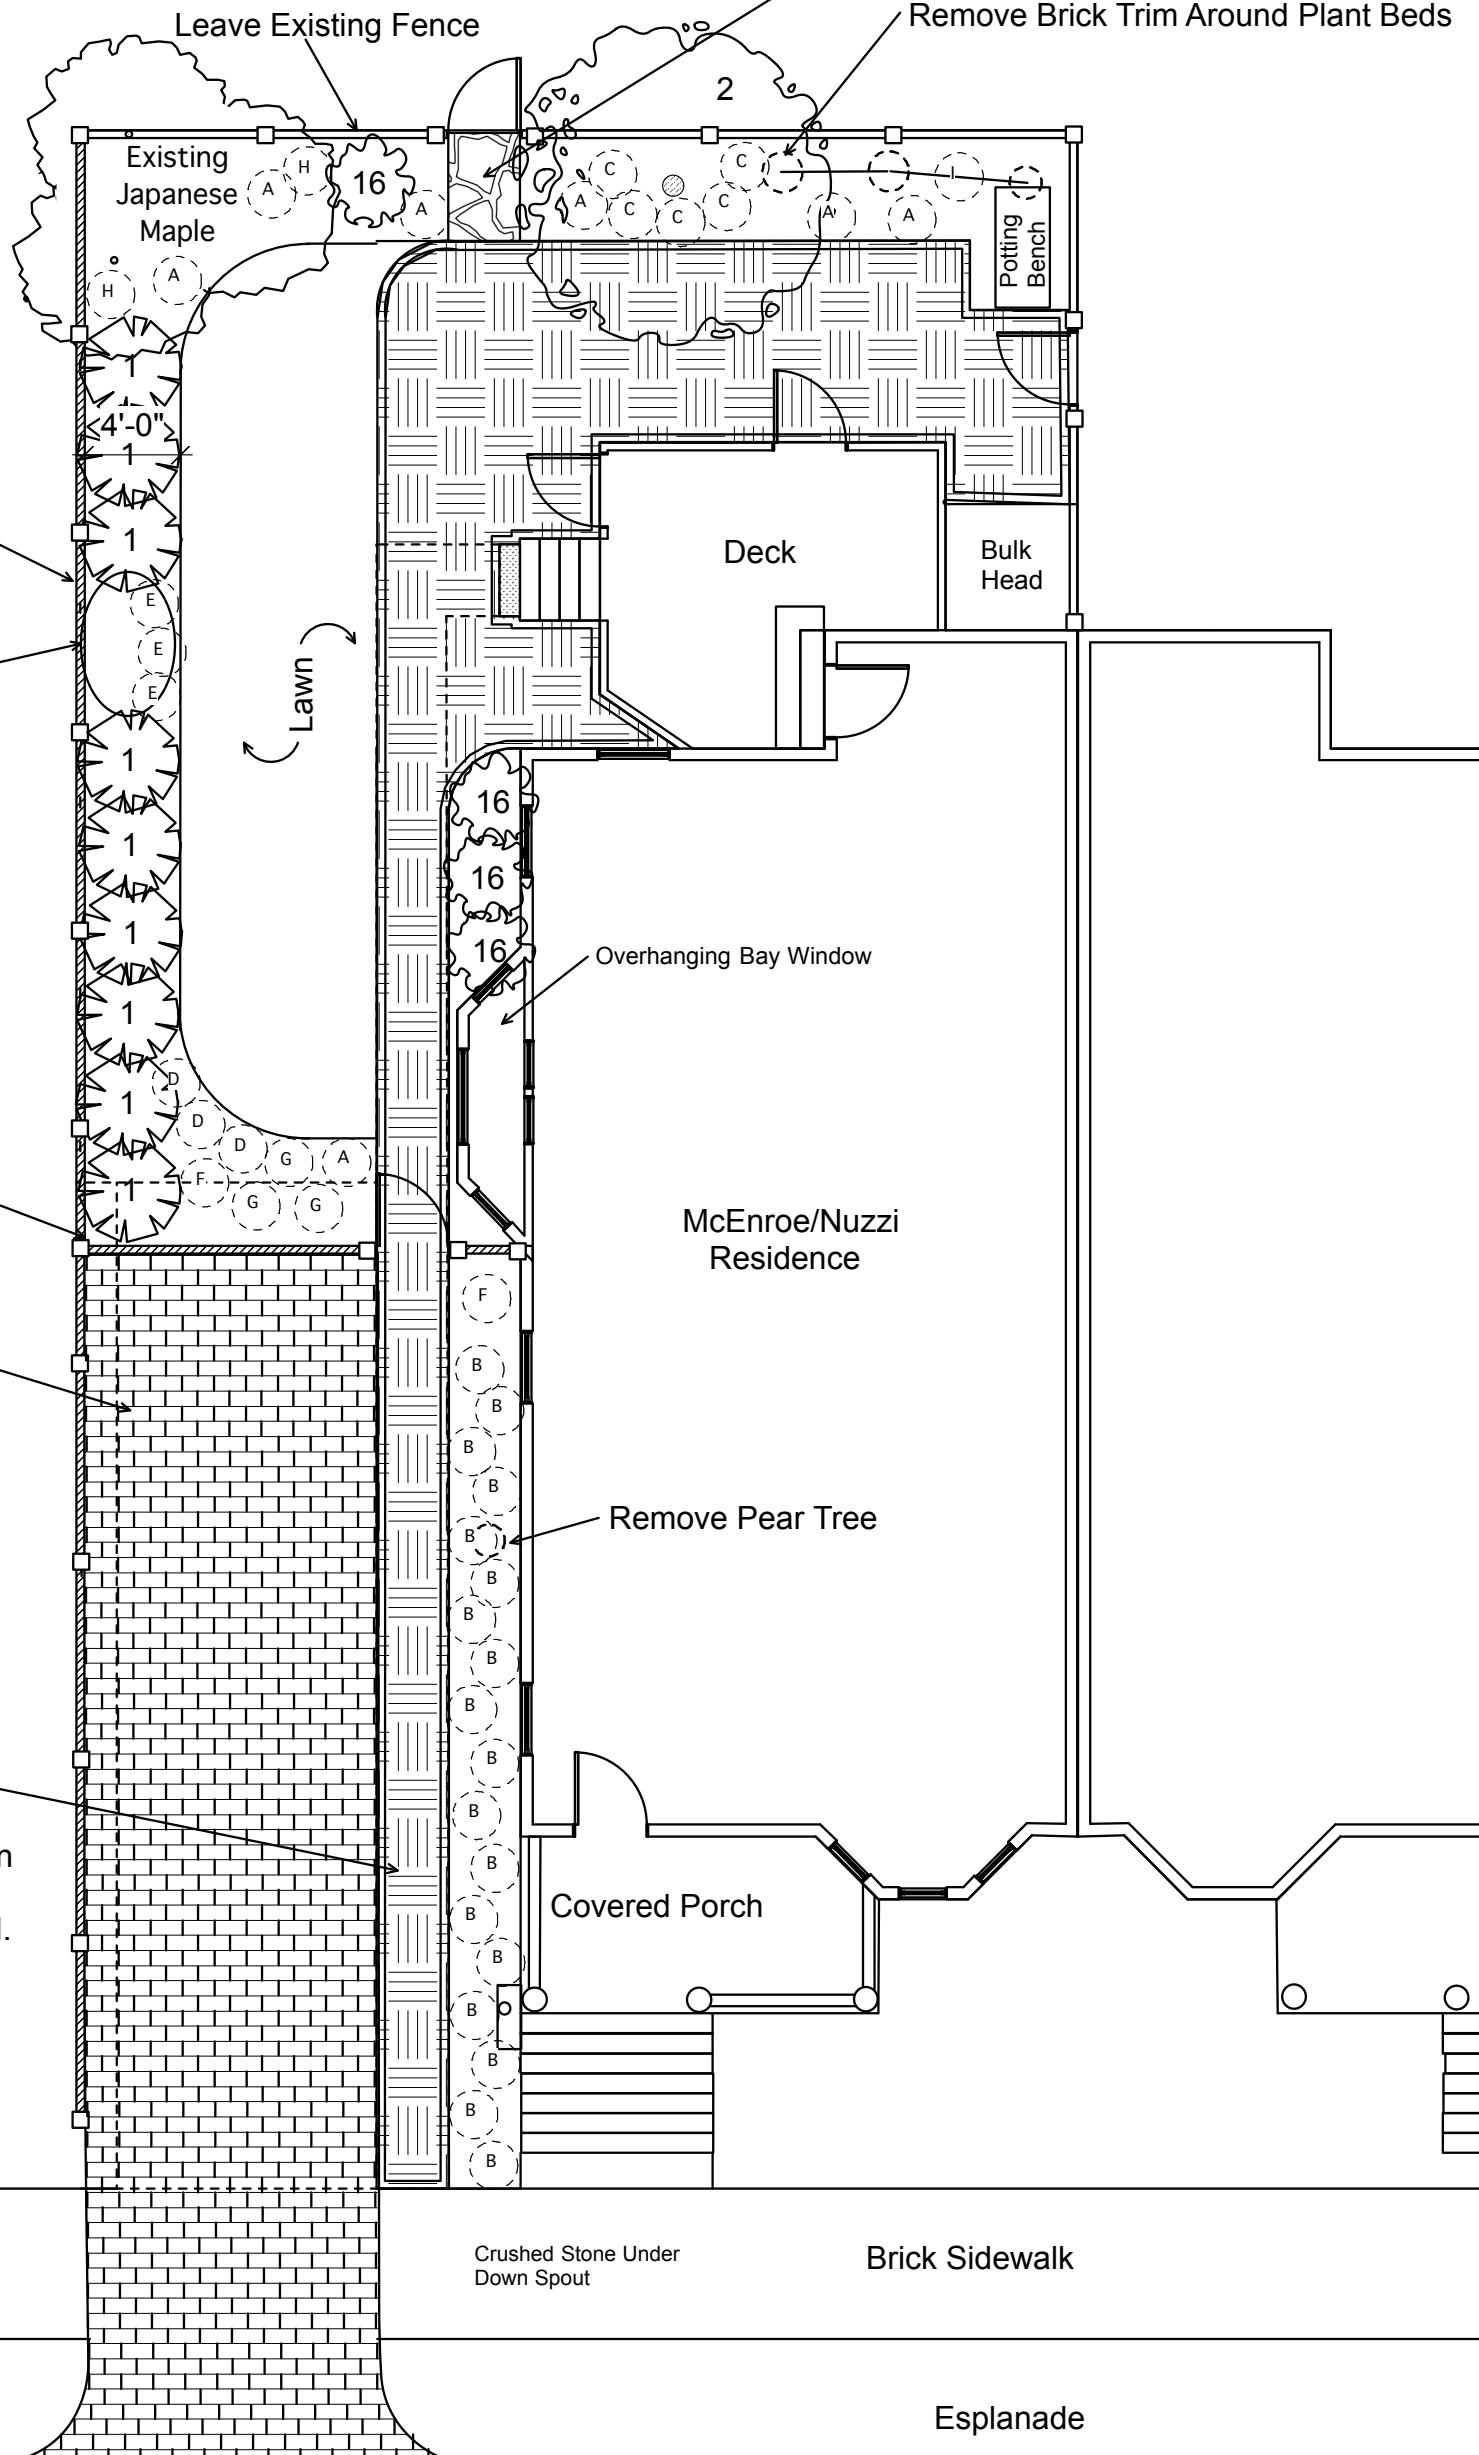 Leave Existing Fence
Remove Brick Trim Around Plant Beds
2
Existing
Japanese
Maple
H
A
16
A
C
C
I
A
C
C
C
A
A
Potting
Bench
H
A
1
4'-0"
1
1
Deck
Bulk
Head
E
E
E
Lawn
1
16
1
16
1
16
Overhanging Bay Window
1
D
1
D
D
G
A
F
1
G
G
McEnroe/Nuzzi
Residence
F
B
B
B
B
Remove Pear Tree
B
B
B
B
B
B
B
B
n
Covered Porch
B
l.
B
B
B
B
B
Crushed Stone Under
Down Spout
Brick Sidewalk
Esplanade